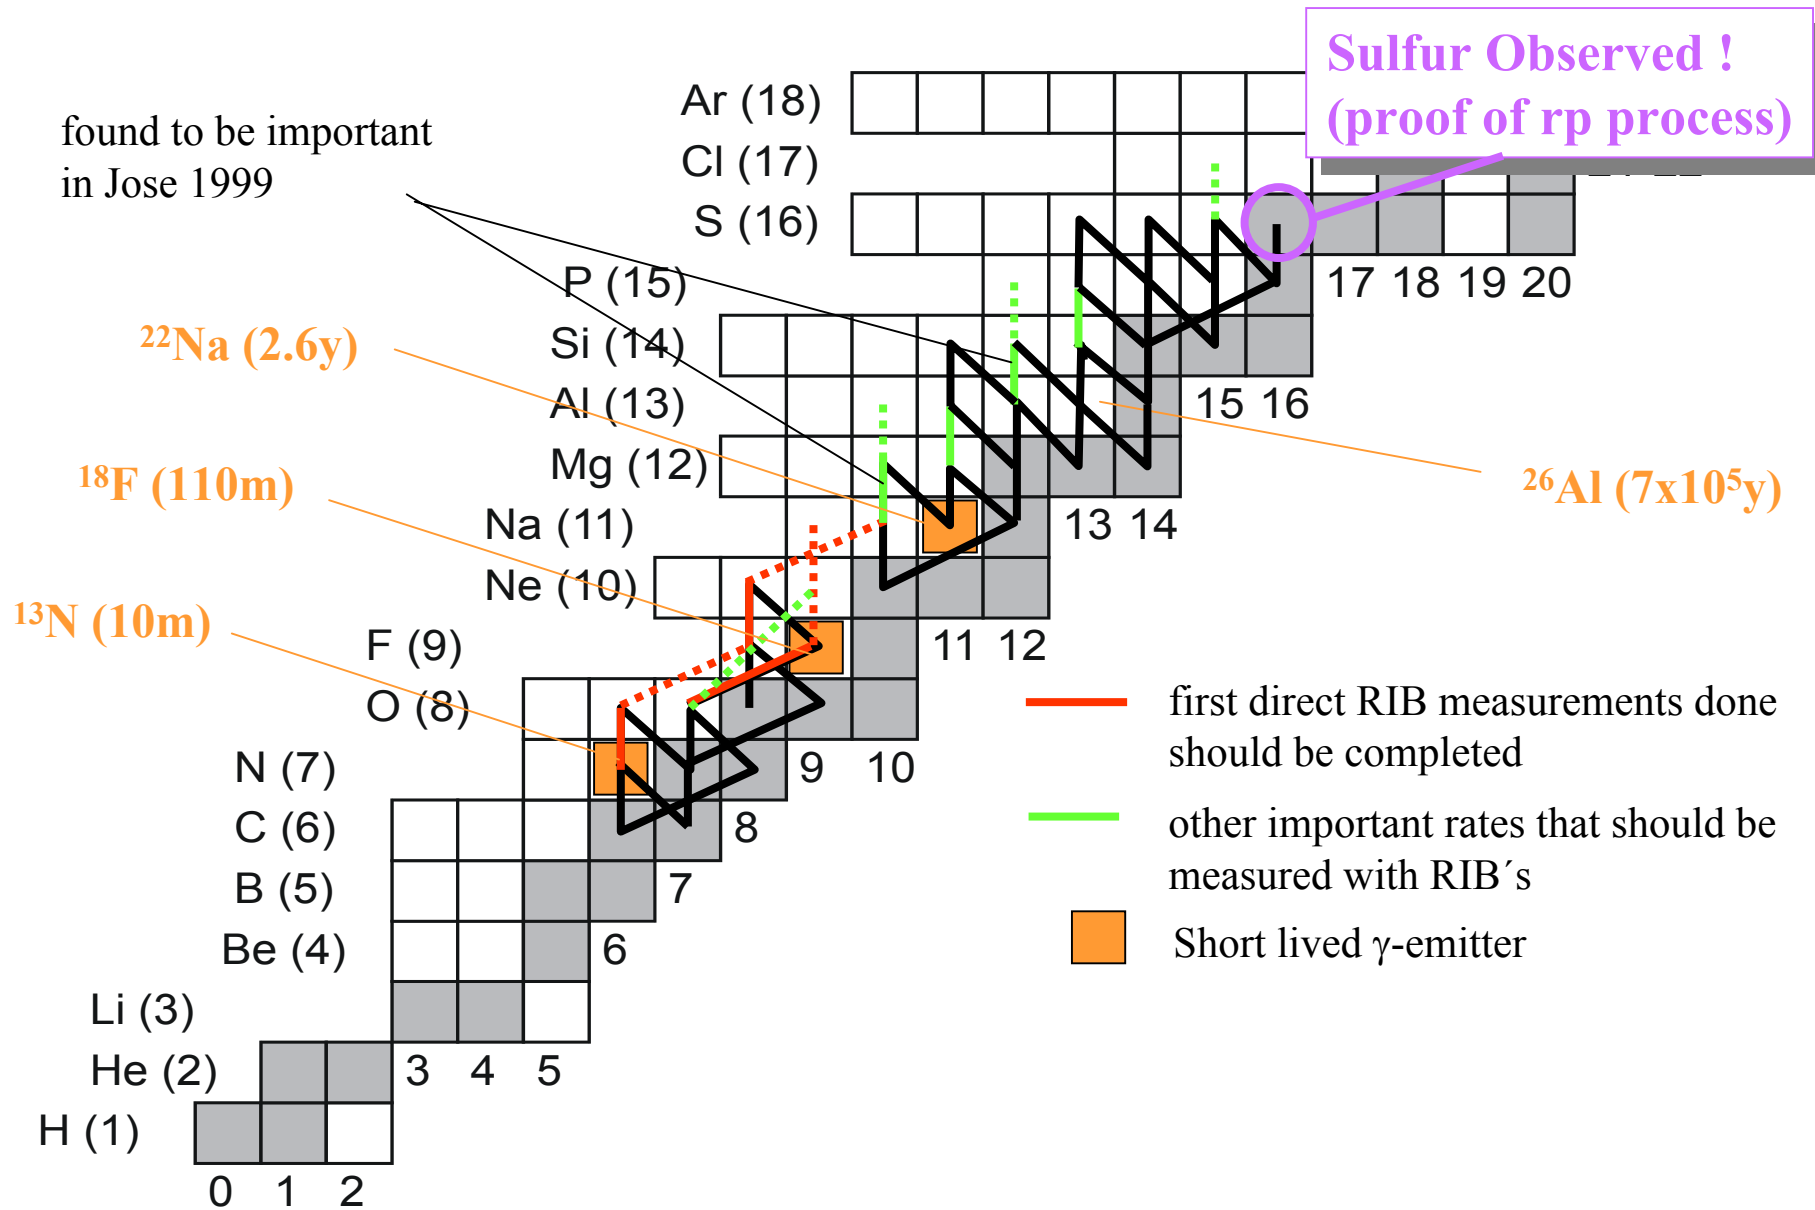 Sulfur Observed !
(proof of rp process)
Ar (18)
found to be important
in Jose 1999
Cl (17)
S (16)
P (15)
17 18 19 20
²²Na (2.6y)
Si (14)
Al (13)
15 16
Mg (12)
¹⁸F (110m)
²⁶Al (7x10⁵y)
Na (11)
13 14
Ne (10)
¹³N (10m)
F (9)
11 12
O (8)
first direct RIB measurements done
should be completed
N (7)
9 10
C (6)
8
other important rates that should be
measured with RIB´s
B (5)
7
Be (4)
6
Short lived γ-emitter
Li (3)
He (2)
3 4 5
H (1)
0 1 2